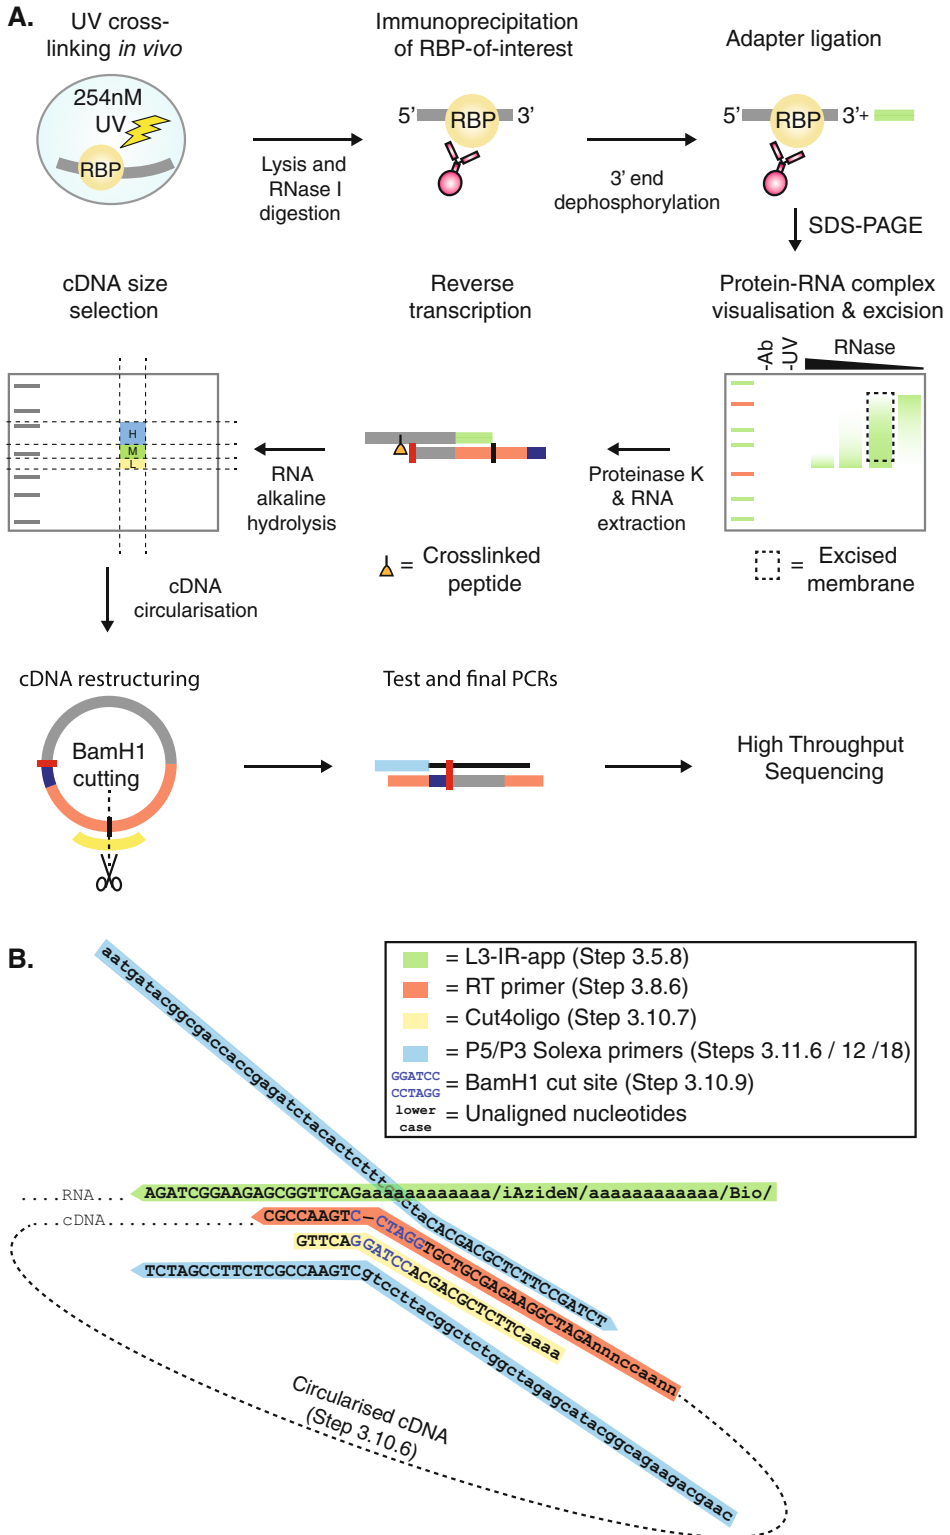 A.
UV cross-
linking in vivo
254nM
UV
RBP
Lysis and
RNase I
digestion
Immunoprecipitation
of RBP-of-interest
5’ RBP 3’
3’ end
dephosphorylation
Adapter ligation
5’ RBP 3’+
SDS-PAGE
cDNA size
selection
Reverse
transcription
Protein-RNA complex
visualisation & excision
-Ab
-UV
RNase
H
M
L
RNA
alkaline
hydrolysis
Proteinase K
& RNA
extraction
= Crosslinked
peptide
= Excised
membrane
cDNA
circularisation
cDNA restructuring
BamH1
cutting
Test and final PCRs
High Throughput
Sequencing
B.
= L3-IR-app (Step 3.5.8)
= RT primer (Step 3.8.6)
= Cut4oligo (Step 3.10.7)
= P5/P3 Solexa primers (Steps 3.11.6 / 12 /18)
GGATCC
CCTAGG
= BamH1 cut site (Step 3.10.9)
lower
case
= Unaligned nucleotides
....RNA... AGATCGGAAGAGCGGTTCAGaaaaaaaaaaaa/iAzideN/aaaaaaaaaaaa/Bio/
....cDNA............ CGCCAAGTC–CTAGGTGCTGCGAGAAGGCTAGAnnnccaann
GTTCAGGATCCACGACGCTCTTCaaaa
TCTAGCCTTCTCGCCAAGTCgtccttacggctctggctagagcatacggcagaagacgaac
Circularised cDNA
(Step 3.10.6)